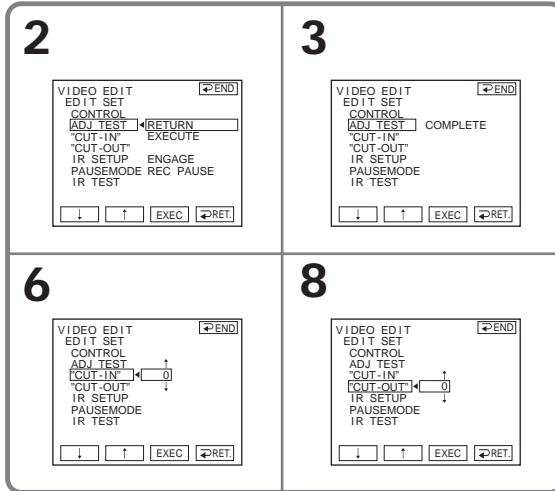 2
VIDEO EDIT ⮌ END
EDIT SET
CONTROL
ADJ TEST RETURN
"CUT-IN" EXECUTE
"CUT-OUT"
IR SETUP ENGAGE
PAUSEMODE REC PAUSE
IR TEST
↓ ↑ EXEC ⮌ RET.
3
VIDEO EDIT ⮌ END
EDIT SET
CONTROL
ADJ TEST COMPLETE
"CUT-IN"
"CUT-OUT"
IR SETUP
PAUSEMODE
IR TEST
↓ ↑ EXEC ⮌ RET.
6
VIDEO EDIT ⮌ END
EDIT SET
CONTROL
ADJ TEST ↑
"CUT-IN" 0
"CUT-OUT" ↓
IR SETUP
PAUSEMODE
IR TEST
↓ ↑ EXEC ⮌ RET.
8
VIDEO EDIT ⮌ END
EDIT SET
CONTROL
ADJ TEST
"CUT-IN" ↑
"CUT-OUT" 0
IR SETUP ↓
PAUSEMODE
IR TEST
↓ ↑ EXEC ⮌ RET.